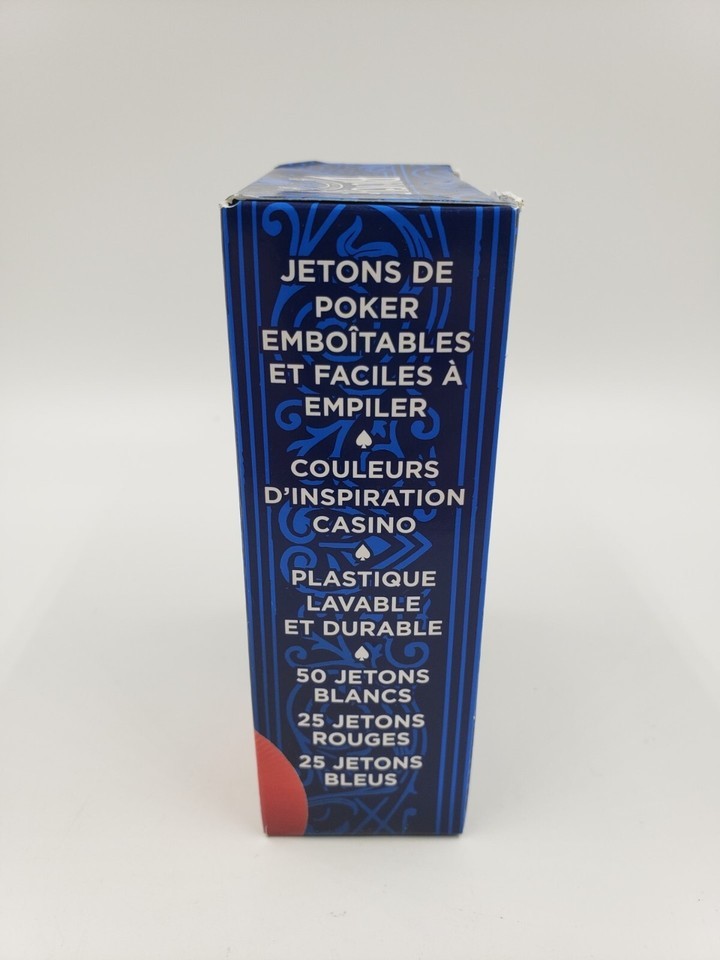 JETONS DE
POKER
EMBOÎTABLES
ET FACILES À
EMPILER
COULEURS
D'INSPIRATION
CASINO
PLASTIQUE
LAVABLE
ET DURABLE
50 JETONS
BLANCS
25 JETONS
ROUGES
25 JETONS
BLEUS